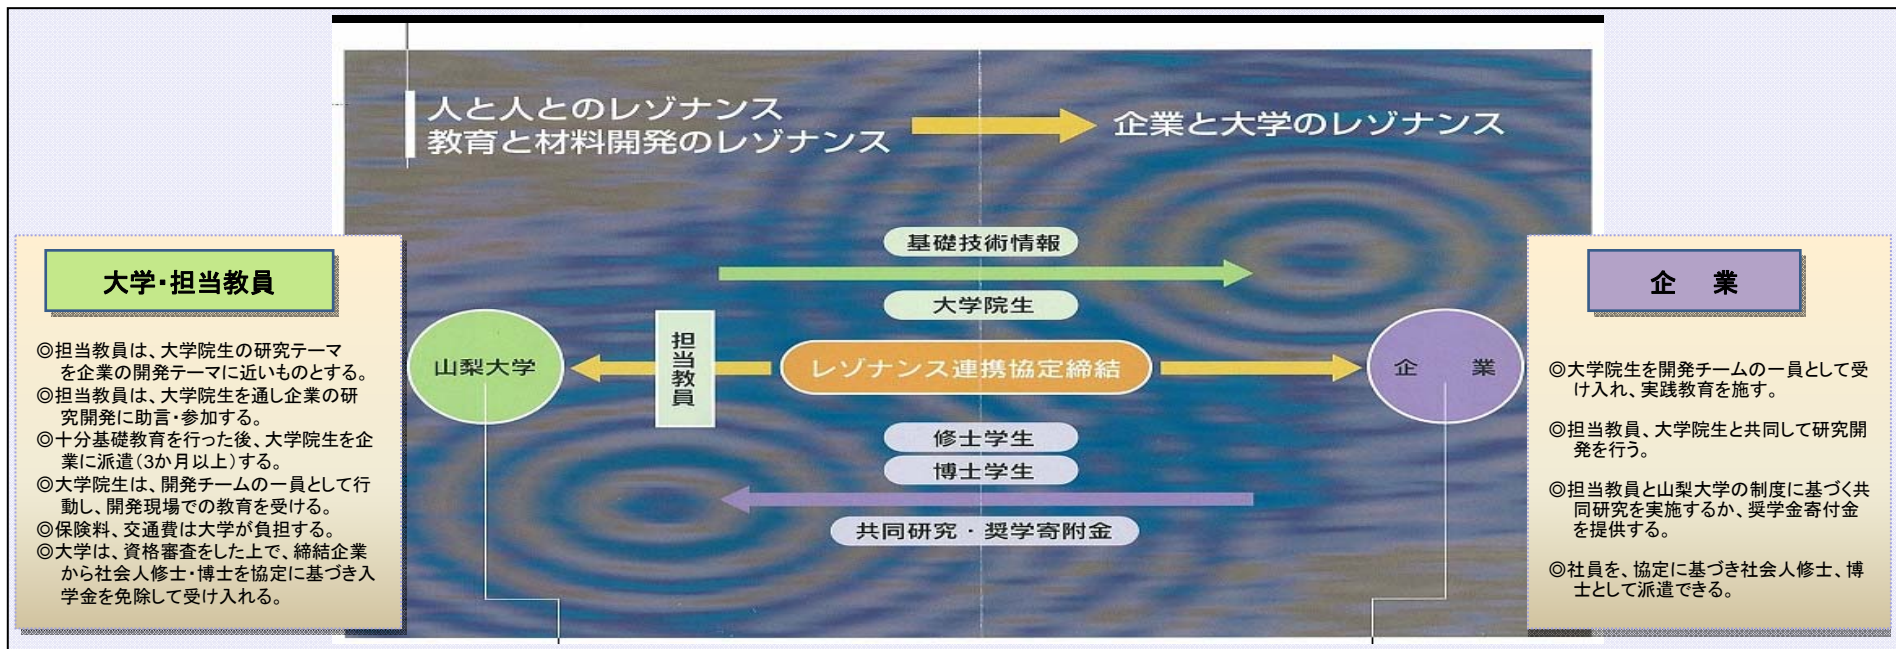 人と人とのレゾナンス
教育と材料開発のレゾナンス
企業と大学のレゾナンス
大学・担当教員
◎担当教員は、大学院生の研究テーマ
を企業の開発テーマに近いものとする。
◎担当教員は、大学院生を通し企業の研
究開発に助言・参加する。
◎十分基礎教育を行った後、大学院生を企
業に派遣(3か月以上)する。
◎大学院生は、開発チームの一員として行
動し、開発現場での教育を受ける。
◎保険料、交通費は大学が負担する。
◎大学は、資格審査をした上で、締結企業
から社会人修士・博士を協定に基づき入
学金を免除して受け入れる。
基礎技術情報
大学院生
山梨大学
担当教員
レゾナンス連携協定締結
企 業
修士学生
博士学生
共同研究・奨学寄附金
企 業
◎大学院生を開発チームの一員として受
け入れ、実践教育を施す。
◎担当教員、大学院生と共同して研究開
発を行う。
◎担当教員と山梨大学の制度に基づく共
同研究を実施するか、奨学金寄付金
を提供する。
◎社員を、協定に基づき社会人修士、博
士として派遣できる。